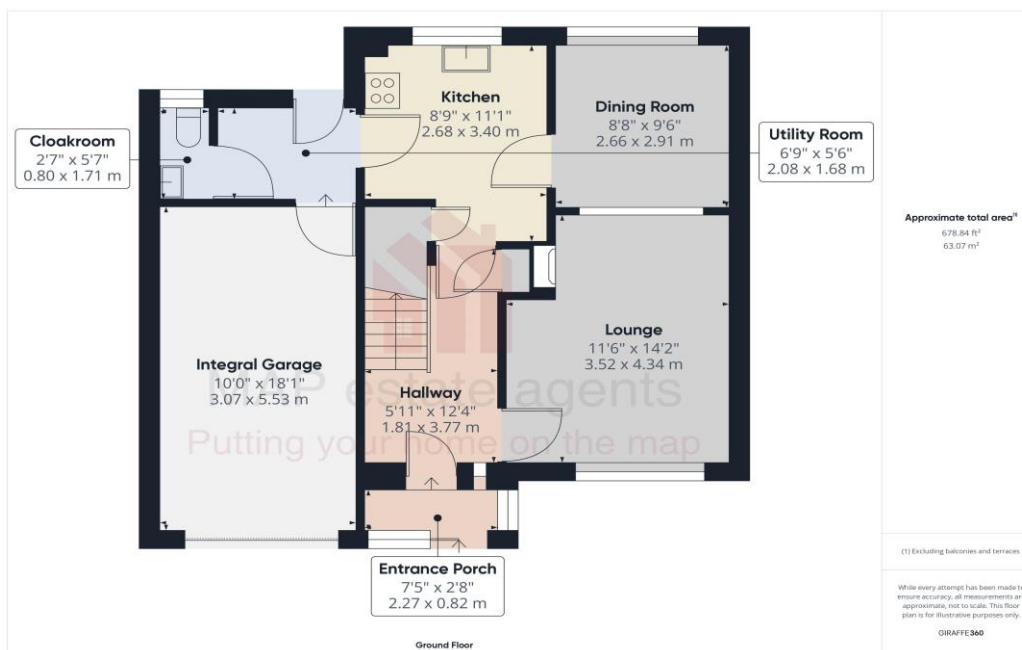 Kitchen
8'9" x 11'1"
2.68 x 3.40 m
Dining Room
8'8" x 9'6"
2.66 x 2.91 m
Cloakroom
2'7" x 5'7"
0.80 x 1.71 m
Utility Room
6'9" x 5'6"
2.08 x 1.68 m
Integral Garage
10'0" x 18'1"
3.07 x 5.53 m
Hallway
5'11" x 12'4"
1.81 x 3.77 m
Lounge
11'6" x 14'2"
3.52 x 4.34 m
MAP estate agents
Putting your home on the map
Entrance Porch
7'5" x 2'8"
2.27 x 0.82 m
Ground Floor
Approximate total area(1)
678.84 ft²
63.07 m²
(1) Excluding balconies and terraces
While every attempt has been made to
ensure accuracy, all measurements are
approximate, not to scale. This floor
plan is for illustrative purposes only.
GIRAFFE360